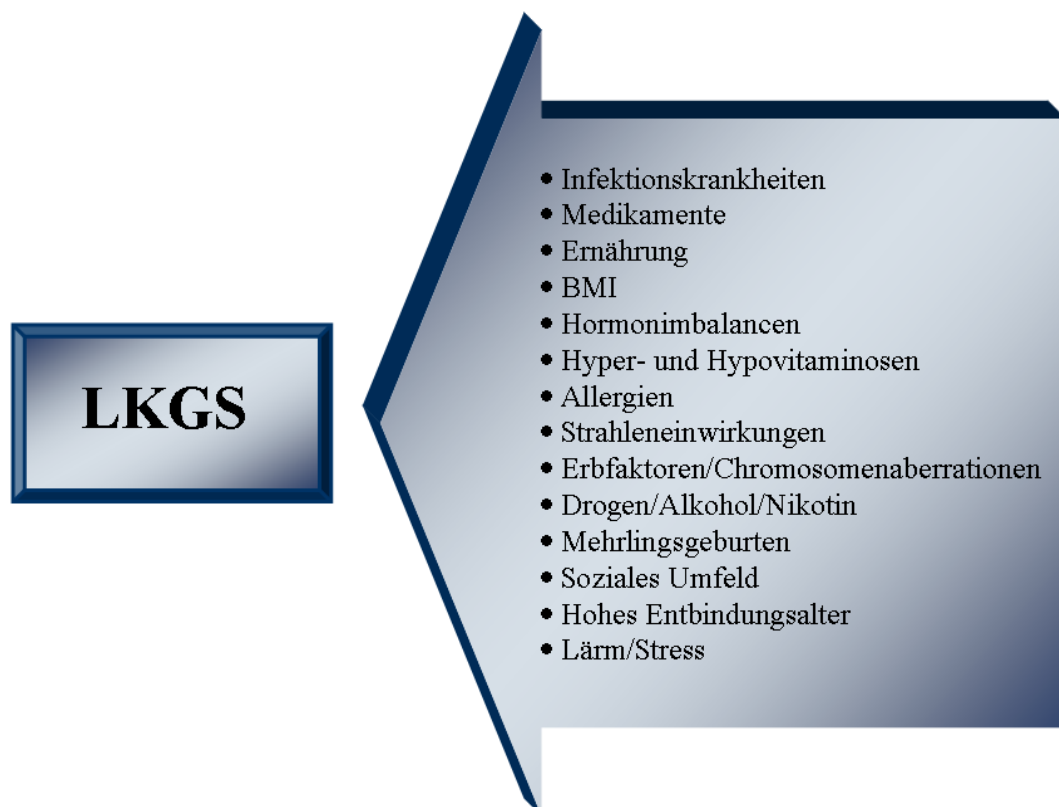 LKGS
• Infektionskrankheiten
• Medikamente
• Ernährung
• BMI
• Hormonimbalancen
• Hyper- und Hypovitaminosen
• Allergien
• Strahleneinwirkungen
• Erbfaktoren/Chromosomenaberrationen
• Drogen/Alkohol/Nikotin
• Mehrlingsgeburten
• Soziales Umfeld
• Hohes Entbindungsalter
• Lärm/Stress